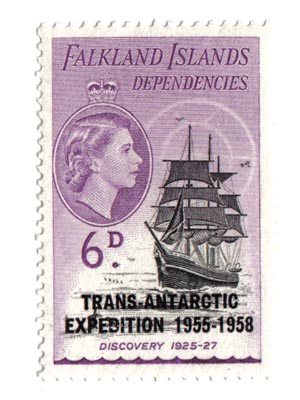 FALKLAND ISLANDS
DEPENDENCIES
6D.
TRANS-ANTARCTIC
EXPEDITION 1955-1958
DISCOVERY 1925-27